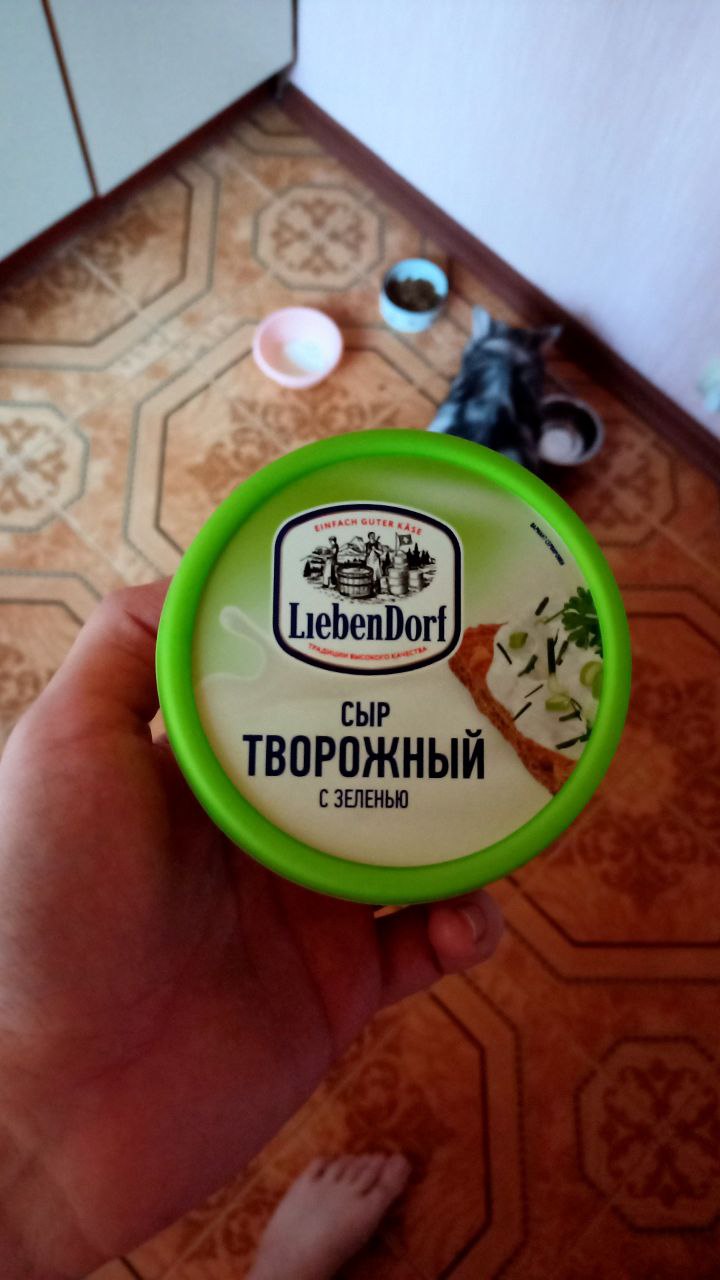 EINFACH GUTER KÄSE
LIEBENDORF
ТРАДИЦИИ ВЫСОКОГО КАЧЕСТВА
СЫР
ТВОРОЖНЫЙ
С ЗЕЛЕНЬЮ